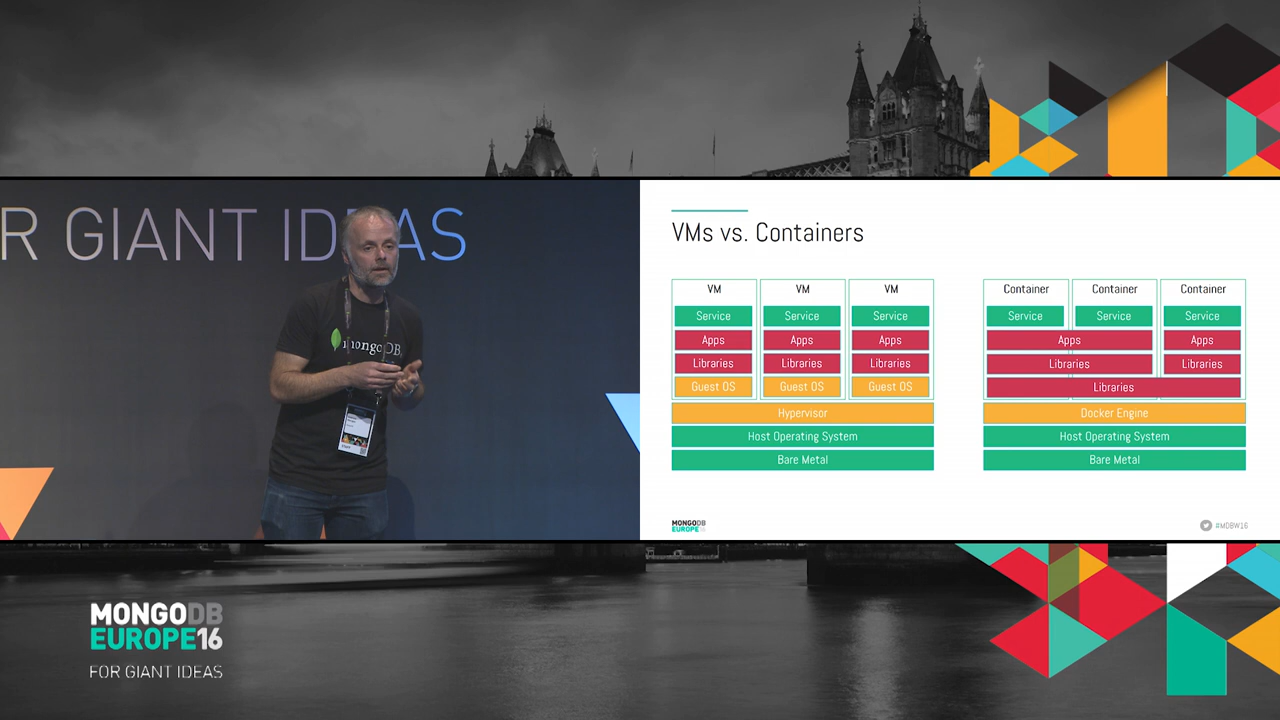 R GIANT IDEAS
mongoDB
VMs vs. Containers
VM VM VM
Service Service Service
Apps Apps Apps
Libraries Libraries Libraries
Guest OS Guest OS Guest OS
Hypervisor
Host Operating System
Bare Metal
Container Container Container
Service Service Service
Apps Apps
Libraries Libraries
Libraries
Docker Engine
Host Operating System
Bare Metal
MONGODB
EUROPE16
#MDBW16
MONGODB
EUROPE16
FOR GIANT IDEAS